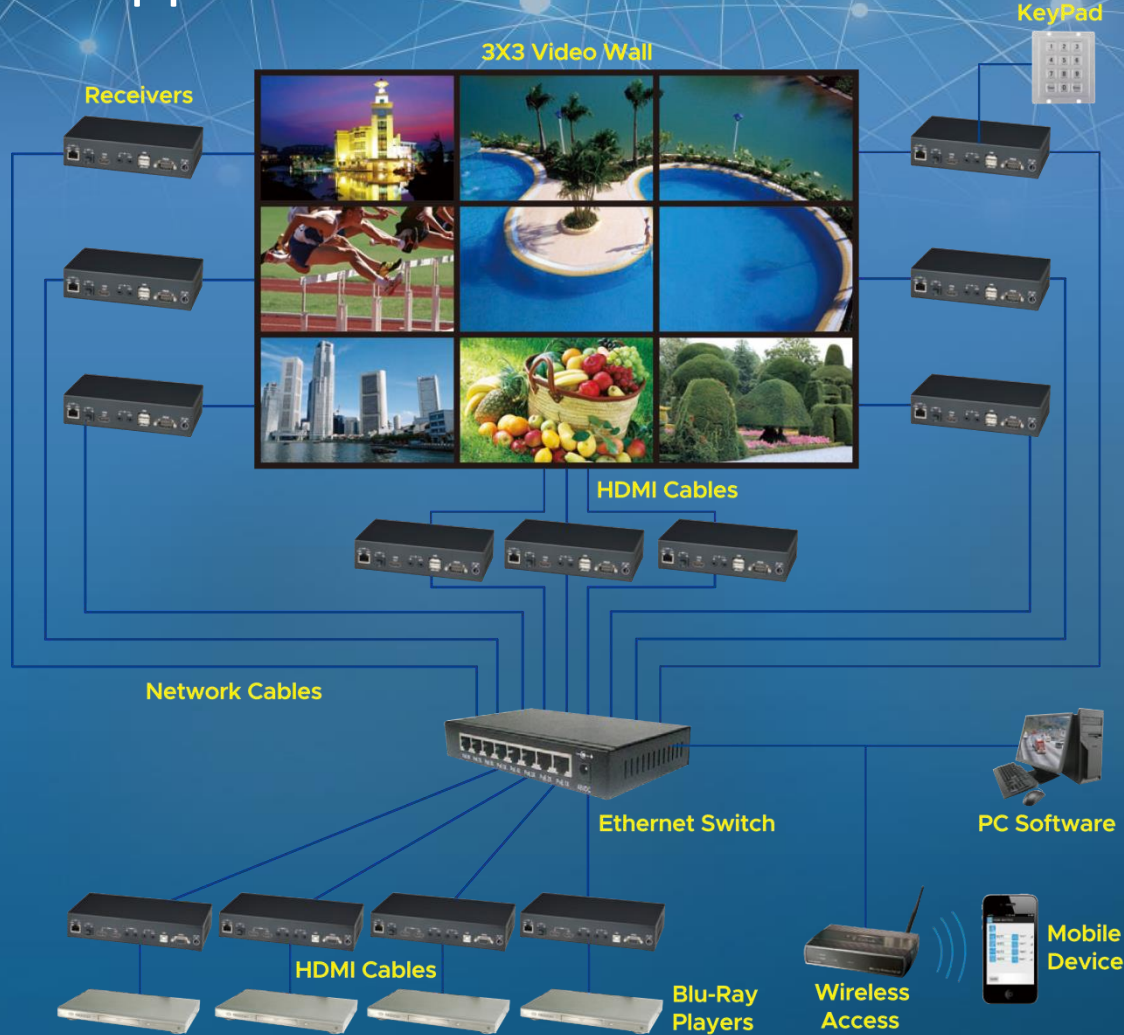 KeyPad
3X3 Video Wall
Receivers
HDMI Cables
Network Cables
Ethernet Switch
PC Software
HDMI Cables
Blu-Ray
Players
Wireless
Access
Mobile
Device